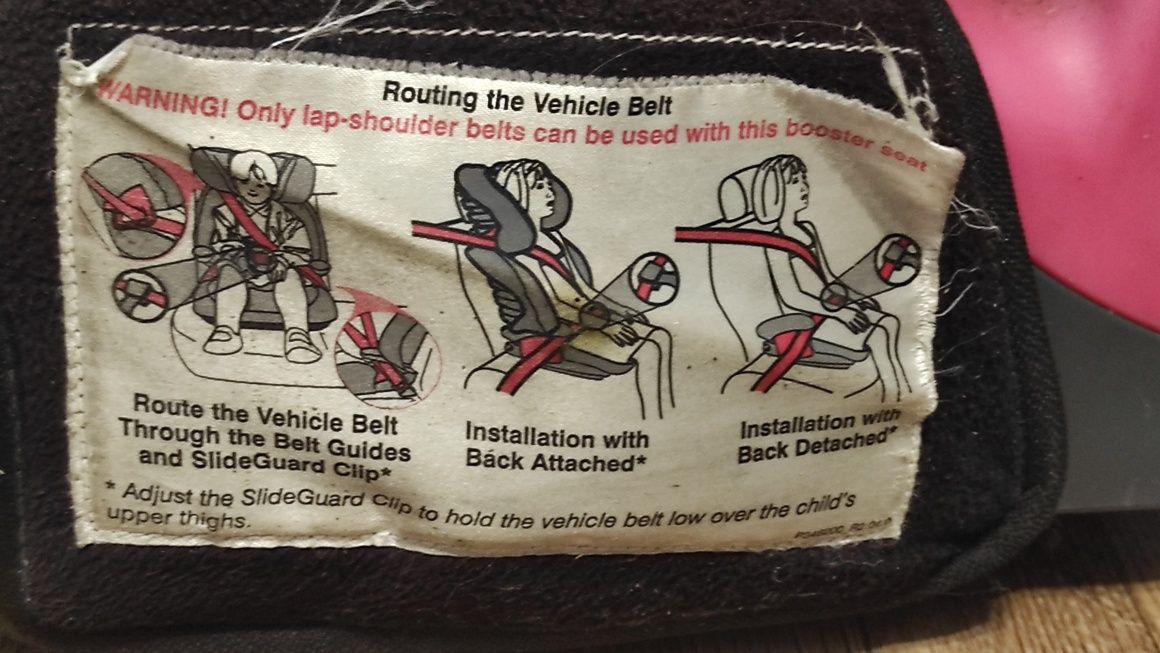 Routing the Vehicle Belt
WARNING! Only lap-shoulder belts can be used with this booster seat
Route the Vehicle Belt
Through the Belt Guides
and SlideGuard Clip*
Installation with
Back Attached*
Installation with
Back Detached*
* Adjust the SlideGuard Clip to hold the vehicle belt low over the child's
upper thighs.